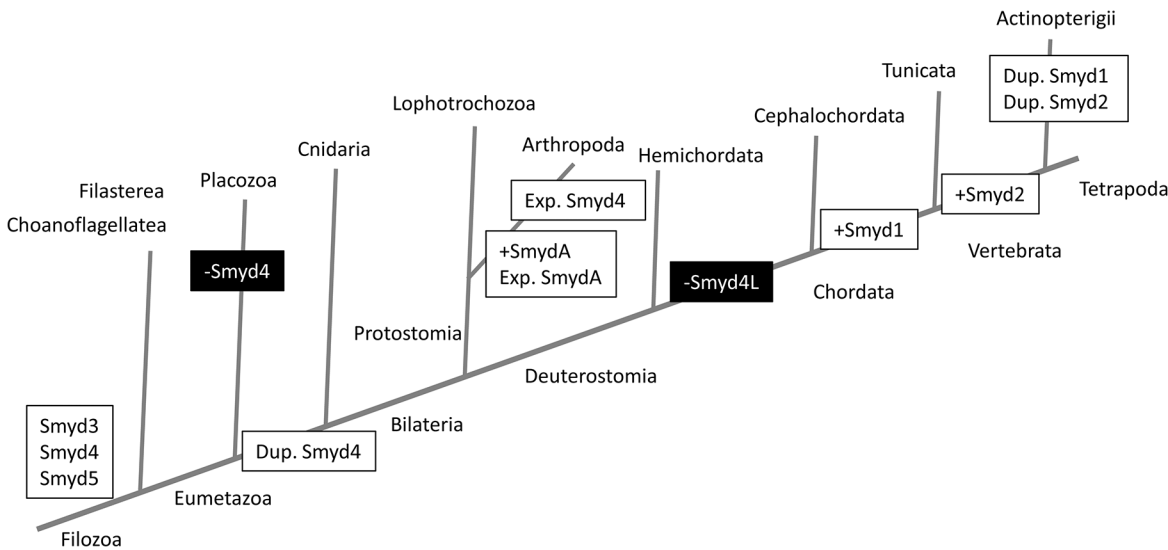 Actinopterigii
Dup. Smyd1
Dup. Smyd2
Tunicata
Lophotrochozoa
Cephalochordata
Arthropoda
Cnidaria
Hemichordata
Filasterea
Placozoa
Tetrapoda
Choanoflagellatea
Exp. Smyd4
+Smyd2
+Smyd1
+SmydA
Exp. SmydA
Vertebrata
-Smyd4
-Smyd4L
Chordata
Protostomia
Deuterostomia
Smyd3
Smyd4
Smyd5
Bilateria
Dup. Smyd4
Eumetazoa
Filozoa